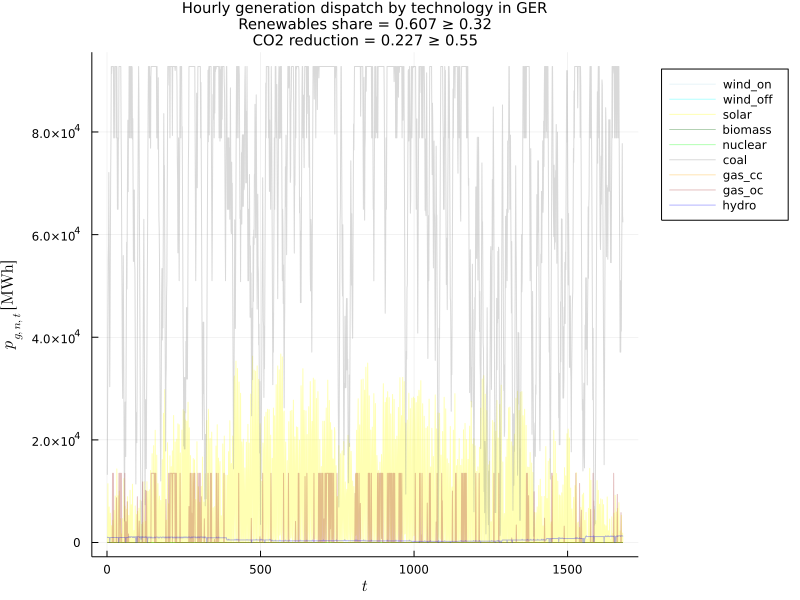 Hourly generation dispatch by technology in GER
Renewables share = 0.607 ≥ 0.32
CO2 reduction = 0.227 ≥ 0.55
wind_on
wind_off
solar
biomass
nuclear
coal
gas_cc
gas_oc
hydro
8.0×10⁴
6.0×10⁴
4.0×10⁴
2.0×10⁴
0
p g, n, t [MWh]
0 500 1000 1500
t